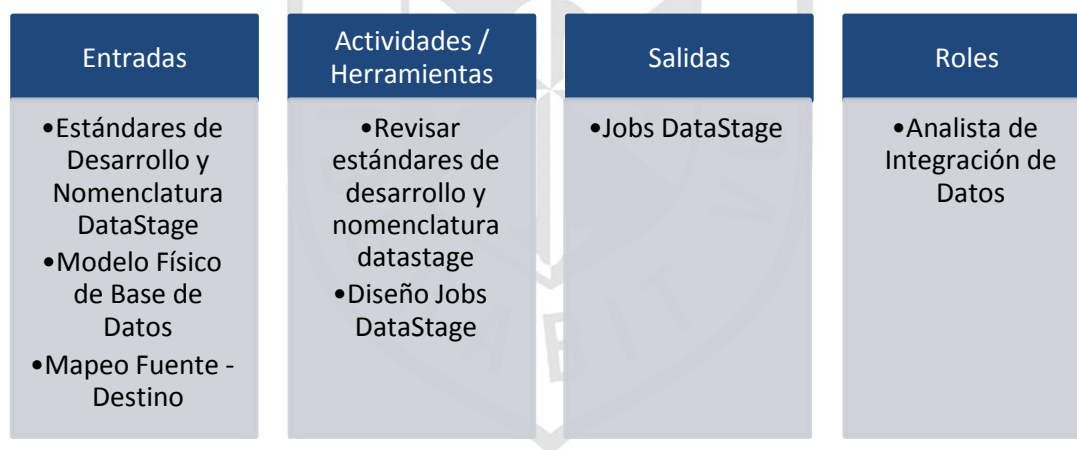 Entradas
•Estándares de
Desarrollo y
Nomenclatura
DataStage
•Modelo Físico
de Base de
Datos
•Mapeo Fuente -
Destino
Actividades /
Herramientas
•Revisar
estándares de
desarrollo y
nomenclatura
datastage
•Diseño Jobs
DataStage
Salidas
•Jobs DataStage
Roles
•Analista de
Integración de
Datos